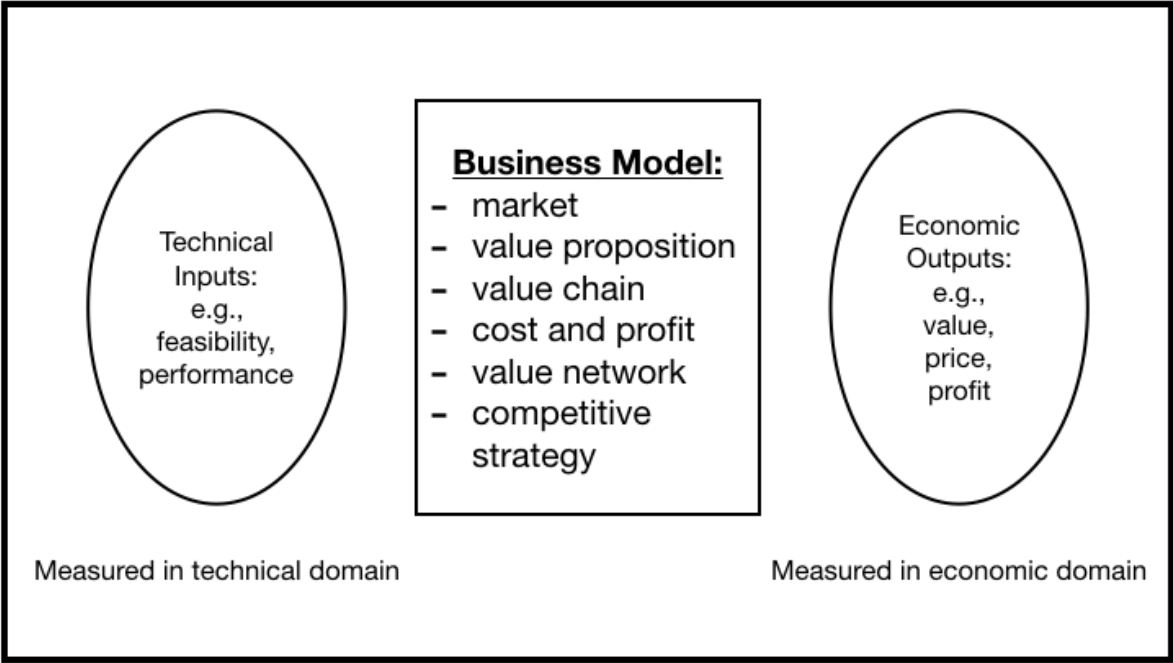 Technical
Inputs:
e.g.,
feasibility,
performance
Business Model:
- market
- value proposition
- value chain
- cost and profit
- value network
- competitive
strategy
Economic
Outputs:
e.g.,
value,
price,
profit
Measured in technical domain
Measured in economic domain